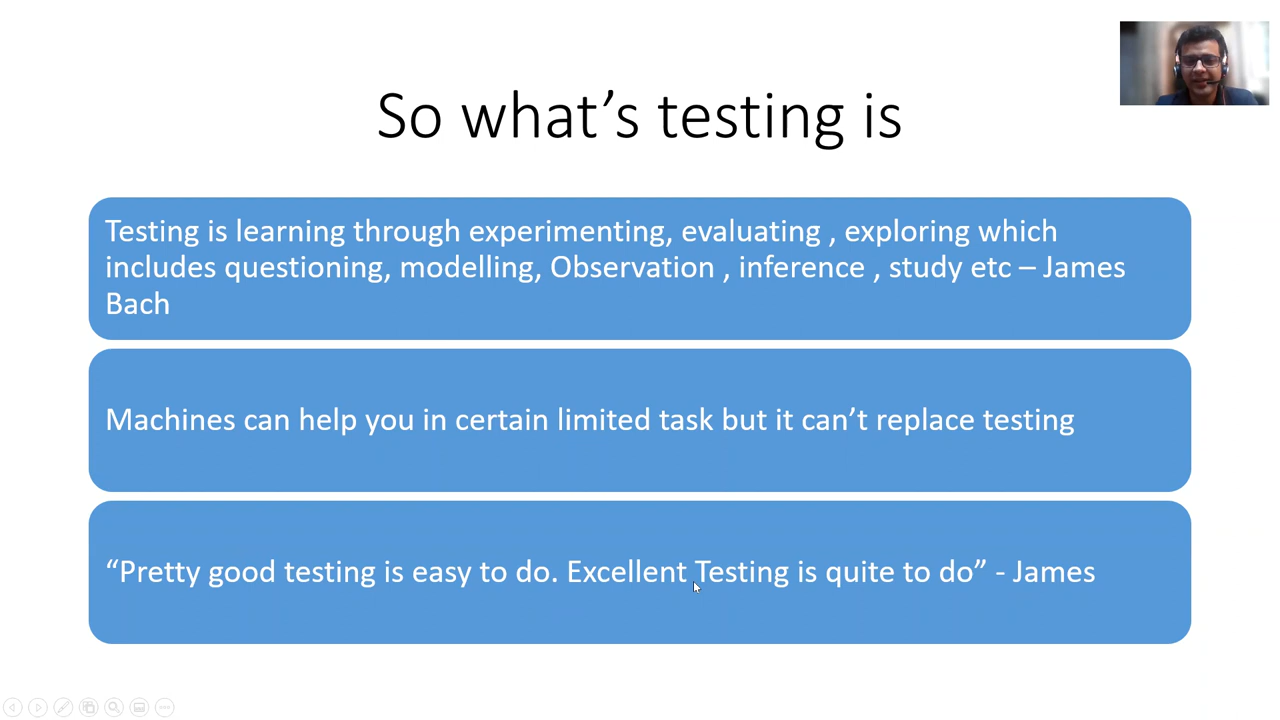 So what’s testing is
Testing is learning through experimenting, evaluating , exploring which
includes questioning, modelling, Observation , inference , study etc – James
Bach
Machines can help you in certain limited task but it can’t replace testing
“Pretty good testing is easy to do. Excellent Testing is quite to do” - James